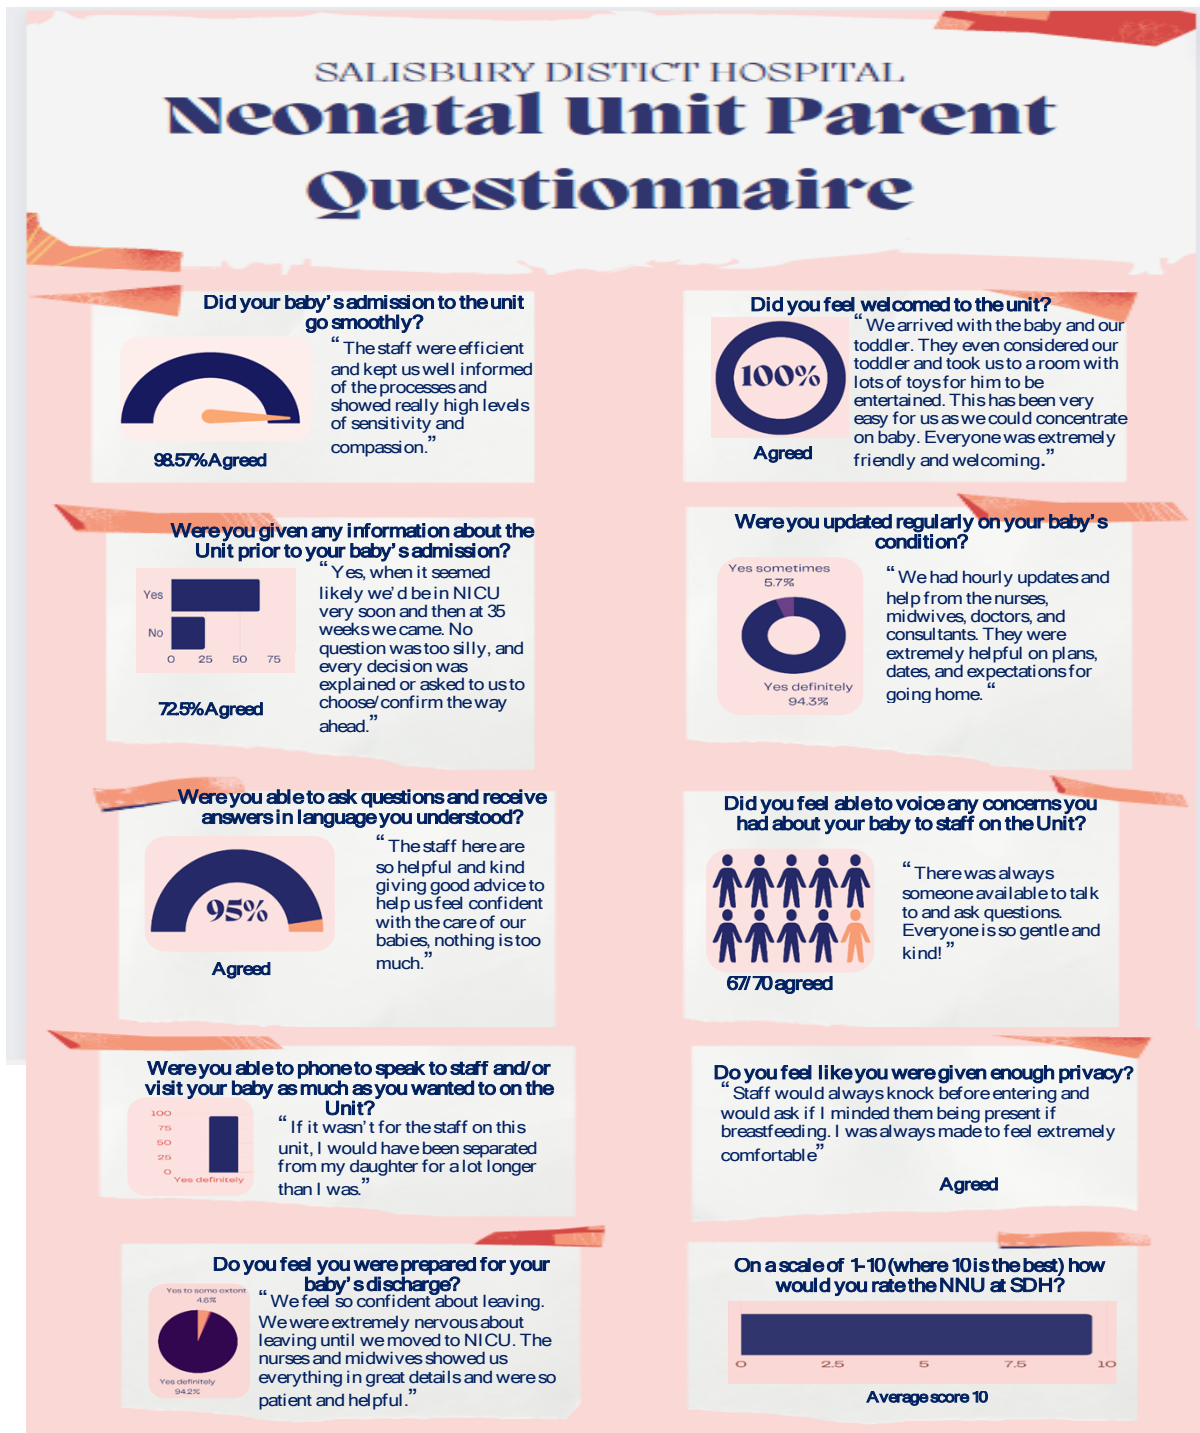 SALISBURY DISTICT HOSPITAL
Neonatal Unit Parent
Questionnaire
Did your baby's admission to the unit
go smoothly?
“The staff were efficient
and kept us well informed
of the processes and
showed really high levels
of sensitivity and
compassion.”
98.57% Agreed
Did you feel welcomed to the unit?
100%
Agreed
“We arrived with the baby and our
toddler. They even considered our
toddler and took us to a room with
lots of toys for him to be
entertained. This has been very
easy for us as we could concentrate
on baby. Everyone was extremely
friendly and welcoming.”
Were you given any information about the
Unit prior to your baby's admission?
Yes
No
0 25 50 75
72.5% Agreed
“Yes, when it seemed
likely we'd be in NICU
very soon and then at 35
weeks we came. No
question was too silly, and
every decision was
explained or asked to us to
choose/confirm the way
ahead.”
Were you updated regularly on your baby's
condition?
Yes sometimes
5.7%
Yes definitely
94.3%
“We had hourly updates and
help from the nurses,
midwives, doctors, and
consultants. They were
extremely helpful on plans,
dates, and expectations for
going home. “
Were you able to ask questions and receive
answers in language you understood?
95%
Agreed
“The staff here are
so helpful and kind
giving good advice to
help us feel confident
with the care of our
babies, nothing is too
much.”
Did you feel able to voice any concerns you
had about your baby to staff on the Unit?
67/70 agreed
“There was always
someone available to talk
to and ask questions.
Everyone is so gentle and
kind! ”
Were you able to phone to speak to staff and/or
visit your baby as much as you wanted to on the
Unit?
100
75
50
25
0
Yes definitely
“If it wasn't for the staff on this
unit, I would have been separated
from my daughter for a lot longer
than I was.”
Do you feel like you were given enough privacy?
“Staff would always knock before entering and
would ask if I minded them being present if
breastfeeding. I was always made to feel extremely
comfortable”
Agreed
Do you feel you were prepared for your
baby's discharge?
Yes to some extent
4.6%
Yes definitely
94.2%
“We feel so confident about leaving.
We were extremely nervous about
leaving until we moved to NICU. The
nurses and midwives showed us
everything in great details and were so
patient and helpful.”
On a scale of 1-10 (where 10 is the best) how
would you rate the NNU at SDH?
0 2.5 5 7.5 10
Average score 10